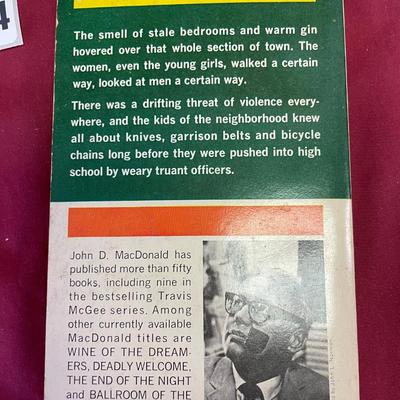 4
The smell of stale bedrooms and warm gin
hovered over that whole section of town. The
women, even the young girls, walked a certain
way, looked at men a certain way.
There was a drifting threat of violence every-
where, and the kids of the neighborhood knew
all about knives, garrison belts and bicycle
chains long before they were pushed into high
school by weary truant officers.
John D. MacDonald has
published more than fifty
books, including nine in
the bestselling Travis
McGee series. Among
other currently available
MacDonald titles are
WINE OF THE DREAM-
ERS, DEADLY WELCOME,
THE END OF THE NIGHT
and BALLROOM OF THE